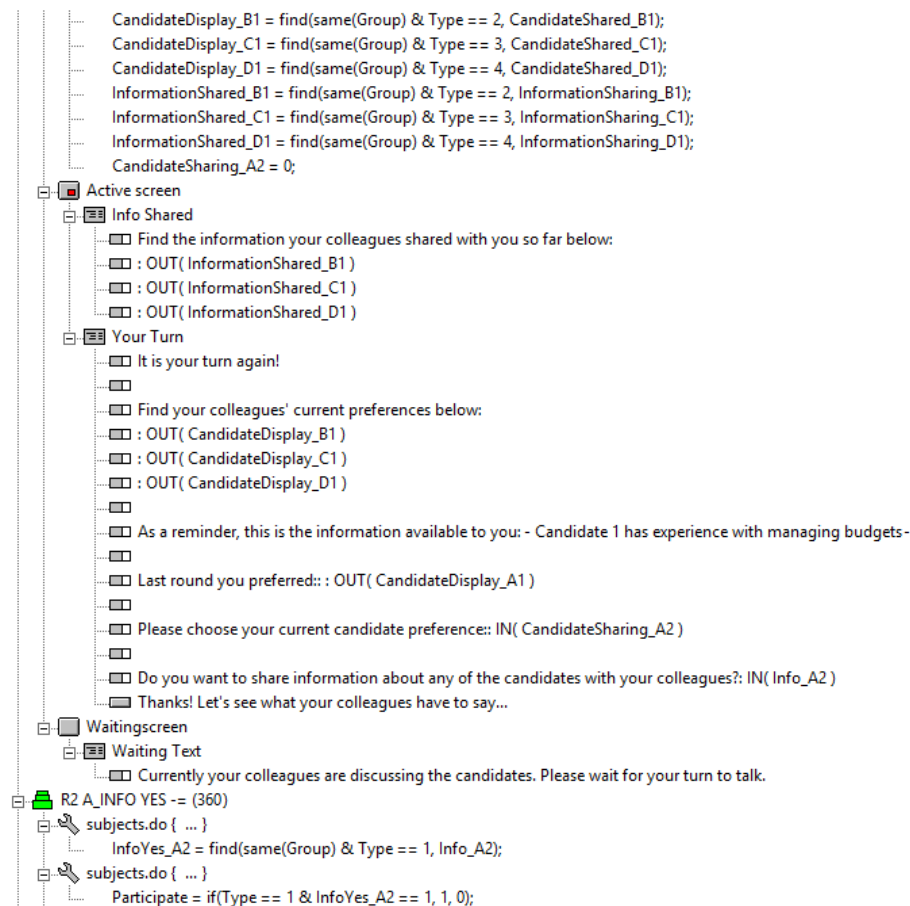 CandidateDisplay_B1 = find(same(Group) & Type == 2, CandidateShared_B1);
CandidateDisplay_C1 = find(same(Group) & Type == 3, CandidateShared_C1);
CandidateDisplay_D1 = find(same(Group) & Type == 4, CandidateShared_D1);
InformationShared_B1 = find(same(Group) & Type == 2, InformationSharing_B1);
InformationShared_C1 = find(same(Group) & Type == 3, InformationSharing_C1);
InformationShared_D1 = find(same(Group) & Type == 4, InformationSharing_D1);
CandidateSharing_A2 = 0;
Active screen
Info Shared
Find the information your colleagues shared with you so far below:
: OUT( InformationShared_B1 )
: OUT( InformationShared_C1 )
: OUT( InformationShared_D1 )
Your Turn
It is your turn again!
Find your colleagues' current preferences below:
: OUT( CandidateDisplay_B1 )
: OUT( CandidateDisplay_C1 )
: OUT( CandidateDisplay_D1 )
As a reminder, this is the information available to you: - Candidate 1 has experience with managing budgets-
Last round you preferred:: : OUT( CandidateDisplay_A1 )
Please choose your current candidate preference:: IN( CandidateSharing_A2 )
Do you want to share information about any of the candidates with your colleagues?: IN( Info_A2 )
Thanks! Let's see what your colleagues have to say...
Waitingscreen
Waiting Text
Currently your colleagues are discussing the candidates. Please wait for your turn to talk.
R2 A_INFO YES -= (360)
subjects.do { ... }
InfoYes_A2 = find(same(Group) & Type == 1, Info_A2);
subjects.do { ... }
Participate = if(Type == 1 & InfoYes_A2 == 1, 1, 0);